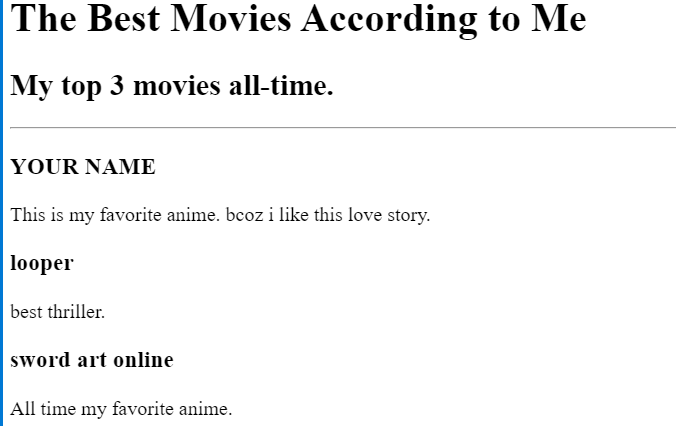 The Best Movies According to Me
My top 3 movies all-time.
YOUR NAME
This is my favorite anime. bcoz i like this love story.
looper
best thriller.
sword art online
All time my favorite anime.